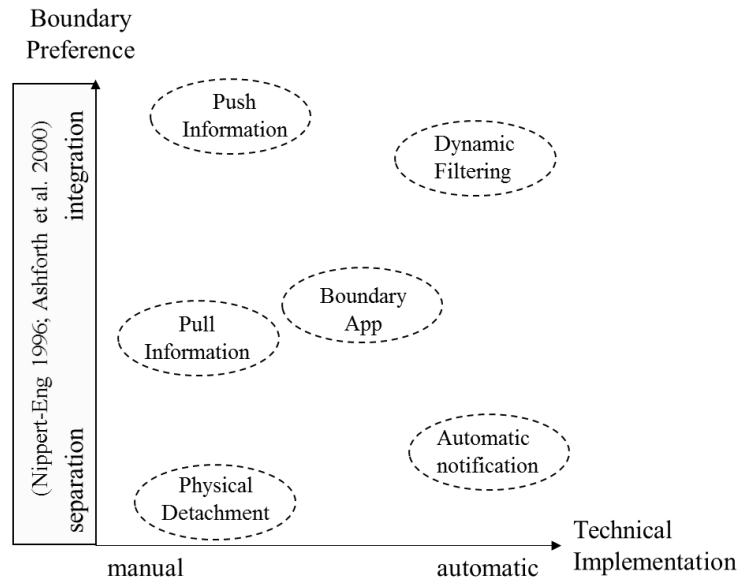 Boundary
Preference
(Nippert-Eng 1996; Ashforth et al. 2000)
integration
separation
Push
Information
Dynamic
Filtering
Boundary
App
Pull
Information
Automatic
notification
Physical
Detachment
manual
automatic
Technical
Implementation